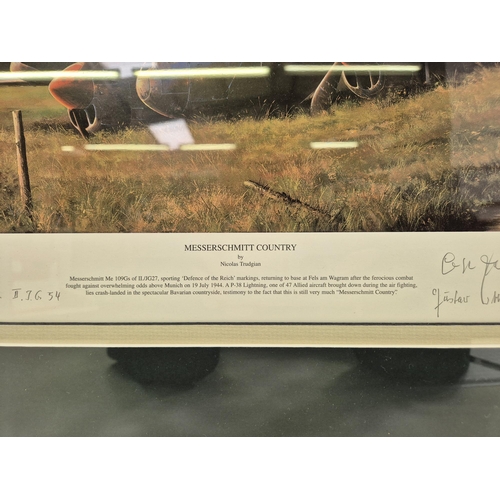 MESSERSCHMITT COUNTRY
by
Nicolas Trudgian
Messerschmitt Me 109Gs of II./JG27, sporting 'Defence of the Reich' markings, returning to base at Fels am Wagram after the ferocious combat
fought against overwhelming odds above Munich on 19 July 1944. A P-38 Lightning, one of 47 Allied aircraft brought down during the air fighting,
lies crash-landed in the spectacular Bavarian countryside, testimony to the fact that this is still very much "Messerschmitt Country."
II. J.G. 54
Gustav